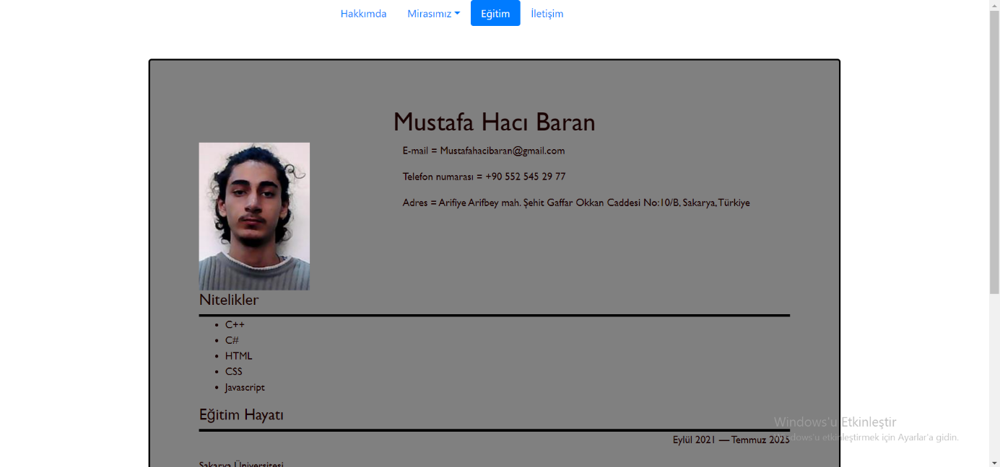 Hakkımda Mirasımız Eğitim İletişim
Mustafa Hacı Baran
E-mail = Mustafahacibaran@gmail.com
Telefon numarası = +90 552 545 29 77
Adres = Arifiye Arifbey mah. Şehit Gaffar Okkan Caddesi No:10/B, Sakarya, Türkiye
Nitelikler
C++
C#
HTML
CSS
Javascript
Eğitim Hayatı
Eylül 2021 — Temmuz 2025
Sakarya Üniversitesi
Windows'u Etkinleştir
Windows'u etkinleştirmek için Ayarlar'a gidin.